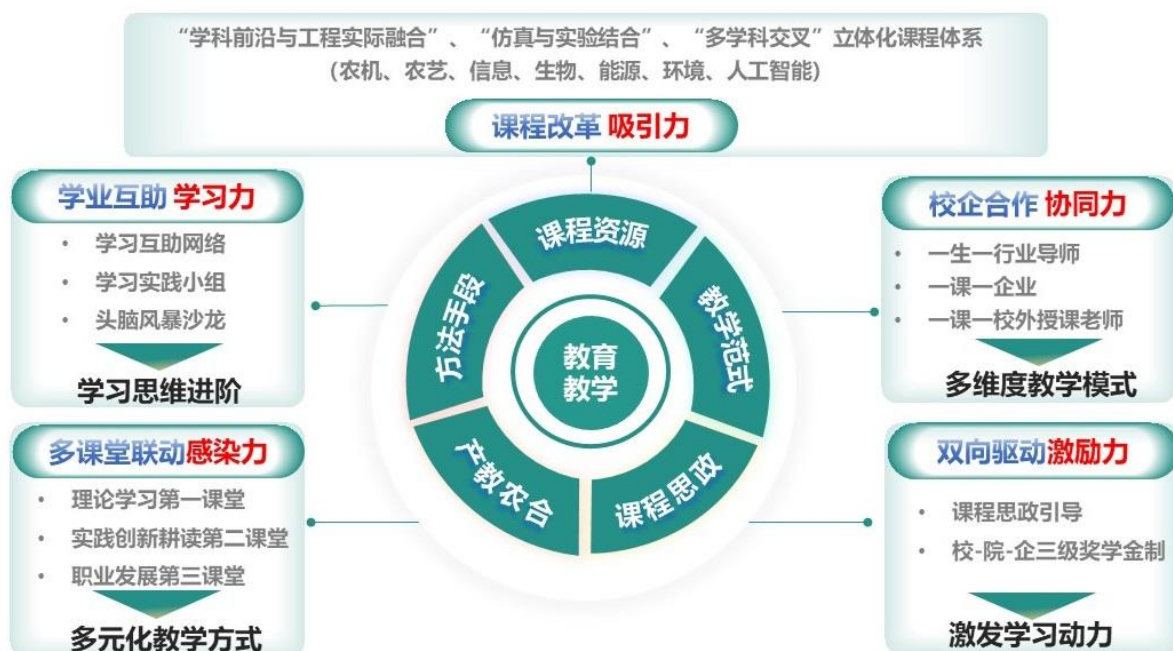 “学科前沿与工程实际融合”、“仿真与实验结合”、“多学科交叉”立体化课程体系
（农机、农艺、信息、生物、能源、环境、人工智能）
课程改革 吸引力
学业互助 学习力
• 学习互助网络
• 学习实践小组
• 头脑风暴沙龙
学习思维进阶
多课堂联动感染力
• 理论学习第一课堂
• 实践创新耕读第二课堂
• 职业发展第三课堂
多元化教学方式
课程资源
教学范式
课程思政
产教农合
方法手段
教育
教学
校企合作 协同力
• 一生一行业导师
• 一课一企业
• 一课一校外授课老师
多维度教学模式
双向驱动激励力
• 课程思政引导
• 校-院-企三级奖学金制
激发学习动力